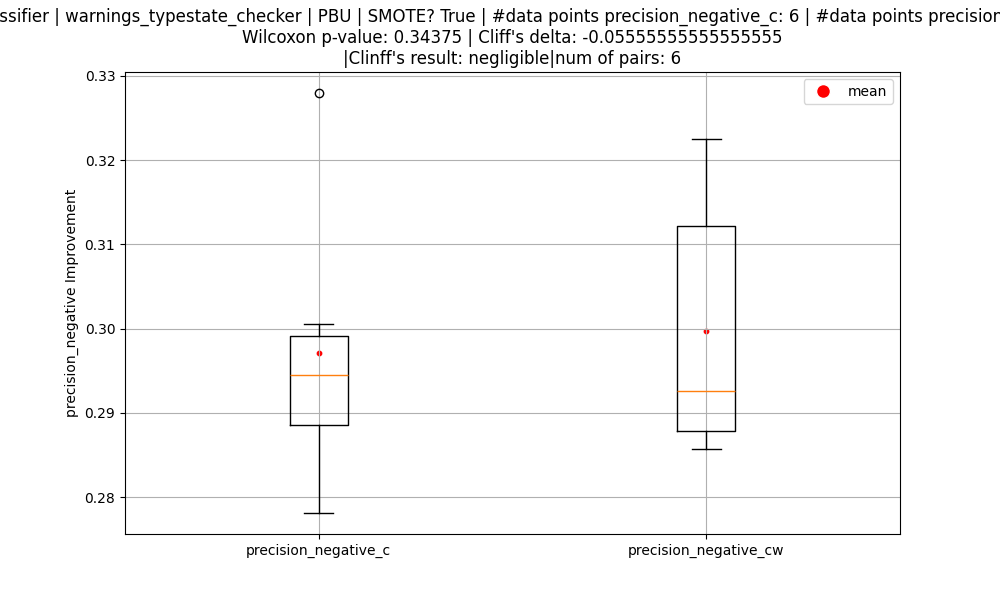 | warnings_typestate_checker | PBU | SMOTE? True | #data points precision_negative_c: 6 | #data points
Wilcoxon p-value: 0.34375 | Cliff's delta: -0.05555555555555555
|Clinff's result: negligible|num of pairs: 6
0.33
mean
0.32
0.31
0.30
0.29
0.28
precision_negative Improvement
precision_negative_c
precision_negative_cw